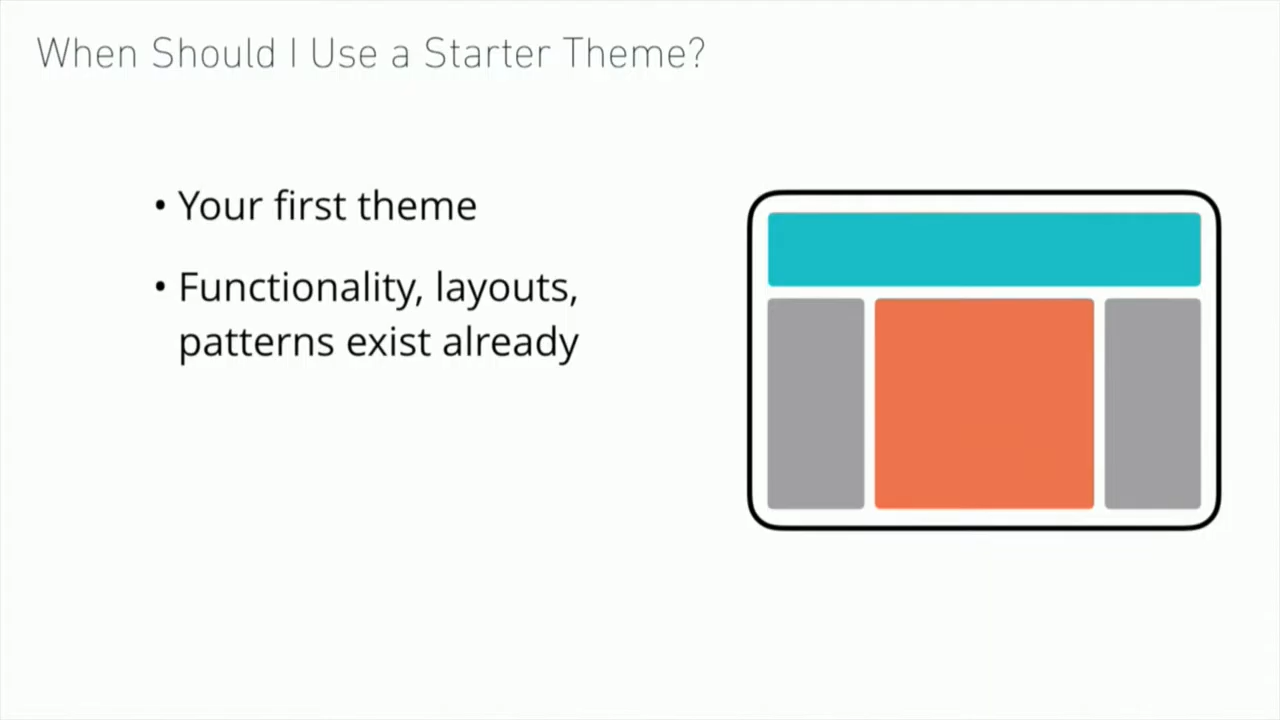 When Should I Use a Starter Theme?
• Your first theme
• Functionality, layouts,
patterns exist already